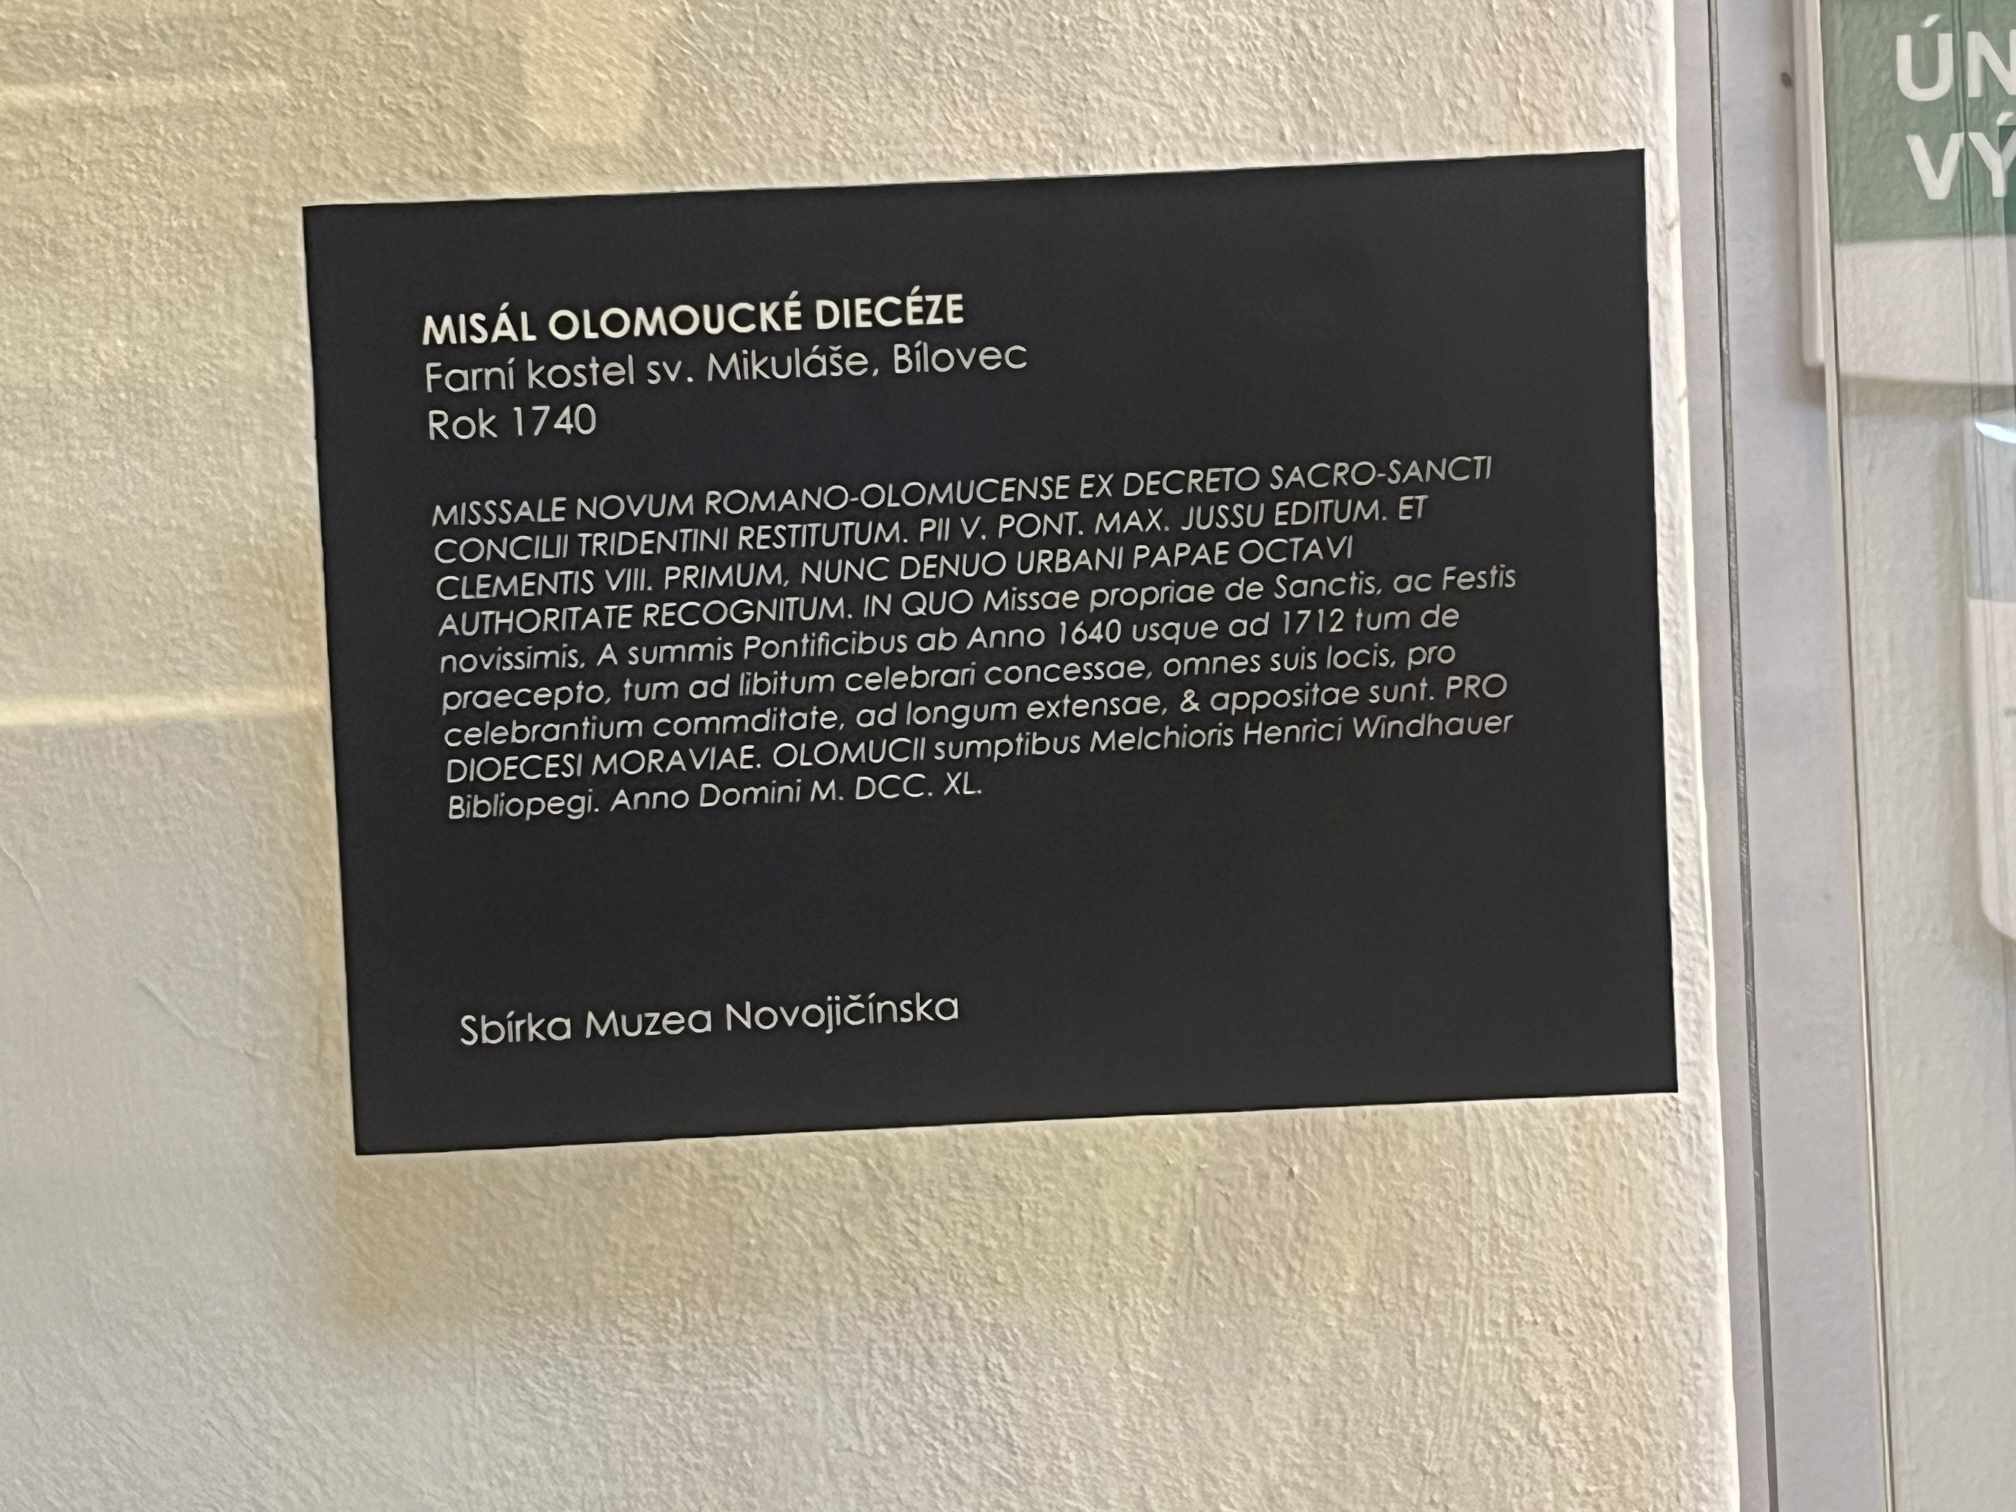 MISÁL OLOMOUCKÉ DIECÉZE
Farní kostel sv. Mikuláše, Bílovec
Rok 1740
MISSSALE NOVUM ROMANO-OLOMUCENSE EX DECRETO SACRO-SANCTI
CONCILII TRIDENTINI RESTITUTUM. PII V. PONT. MAX. JUSSU EDITUM. ET
CLEMENTIS VIII. PRIMUM, NUNC DENUO URBANI PAPAE OCTAVI
AUTHORITATE RECOGNITUM. IN QUO Missae propriae de Sanctis, ac Festis
novissimis, A summis Pontificibus ab Anno 1640 usque ad 1712 tum de
praecepto, tum ad libitum celebrari concessae, omnes suis locis, pro
celebrantium commditate, ad longum extensae, & appositae sunt. PRO
DIOECESI MORAVIAE. OLOMUCII sumptibus Melchioris Henrici Windhauer
Bibliopegi. Anno Domini M. DCC. XL.
Sbírka Muzea Novojičínska
ÚN
VÝ